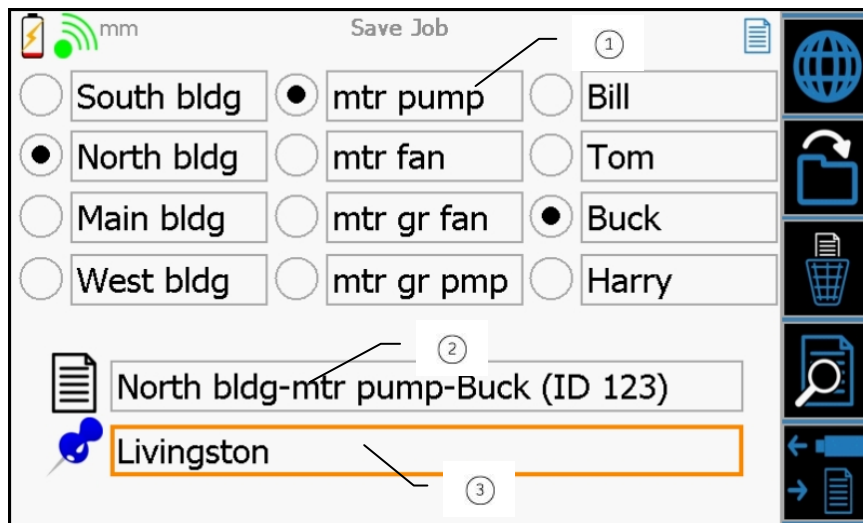 mm Save Job
①
South bldg mtr pump Bill
North bldg mtr fan Tom
Main bldg mtr gr fan Buck
West bldg mtr gr pmp Harry
②
North bldg-mtr pump-Buck (ID 123)
Livingston
③